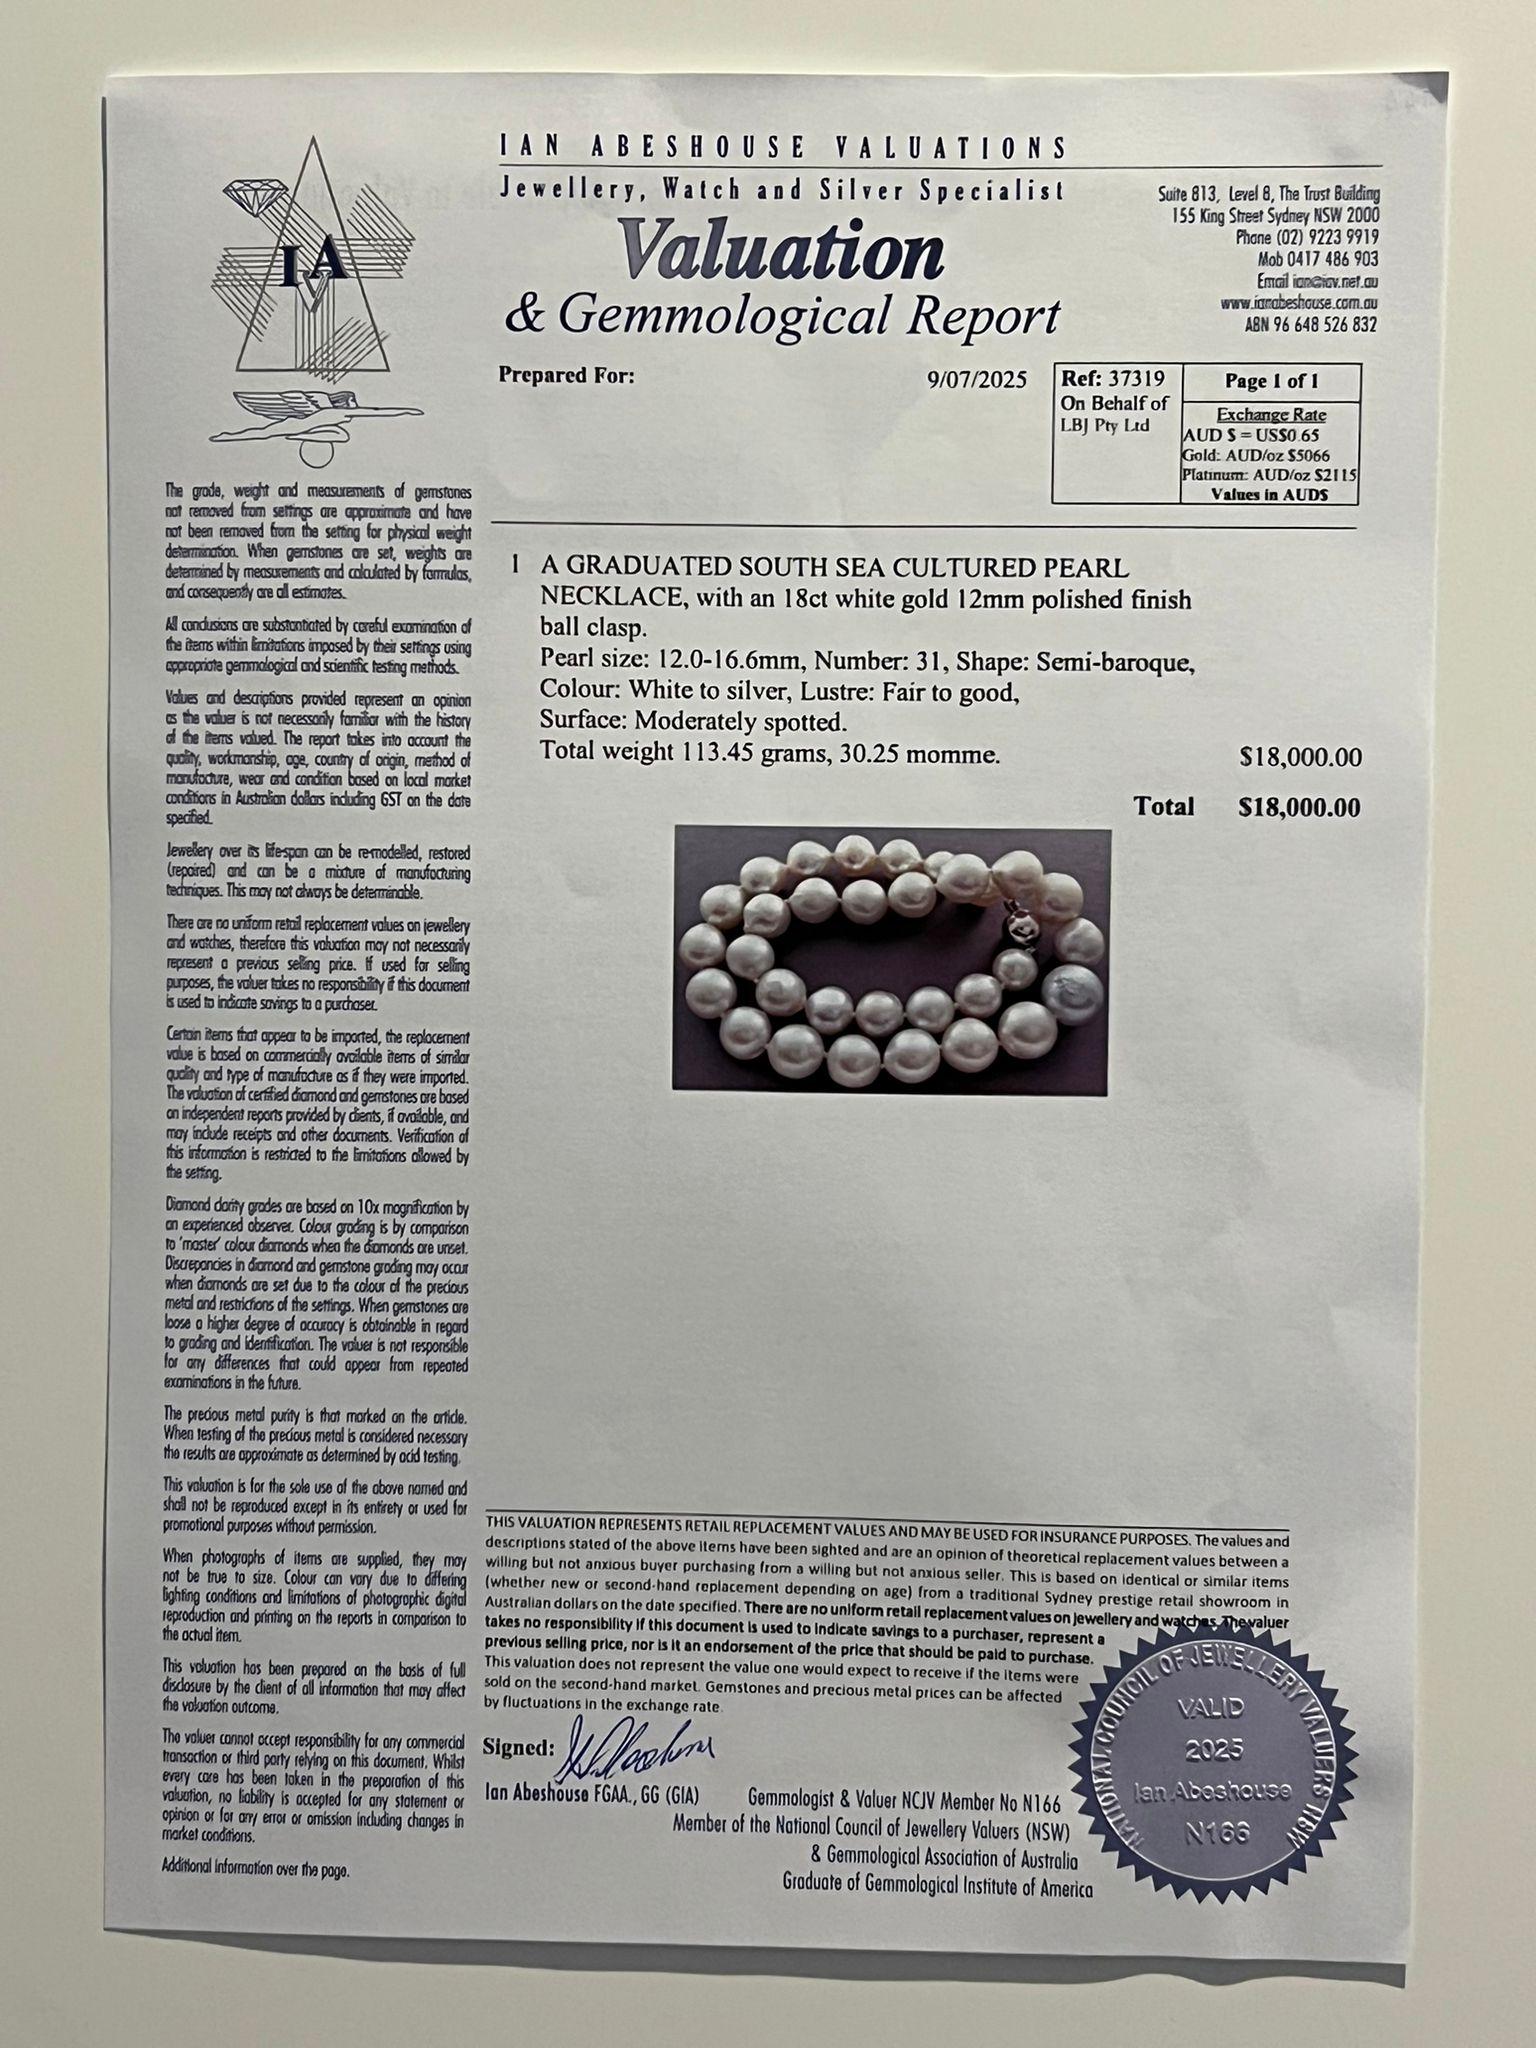 IAN ABESHOUSE VALUATIONS
Jewellery, Watch and Silver Specialist
Valuation
& Gemmological Report
Suite 813, Level 8, The Trust Building
155 King Street Sydney NSW 2000
Phone (02) 9223 9919
Mob 0417 486 903
Email ian@iav.net.au
www.ianabeshouse.com.au
ABN 96 648 526 832
IVA
Prepared For:
9/07/2025
Ref: 37319
On Behalf of
LBJ Pty Ltd
Page 1 of 1
Exchange Rate
AUD $ = US$0.65
Gold: AUD/oz $5066
Platinum: AUD/oz $2115
Values in AUD$
The grade, weight and measurements of gemstones
not removed from settings are approximate and have
not been removed from the setting for physical weight
determination. When gemstones are set, weights are
determined by measurements and calculated by formulas,
and consequently are all estimates.
All conclusions are substantiated by careful examination of
the items within limitations imposed by their settings using
appropriate gemmological and scientific testing methods.
Values and descriptions provided represent an opinion
as the valuer is not necessarily familiar with the history
of the items valued. The report takes into account the
quality, workmanship, age, country of origin, method of
manufacture, wear and condition based on local market
conditions in Australian dollars including GST on the date
specified.
Jewellery over its life-span can be re-modelled, restored
(repaired) and can be a mixture of manufacturing
techniques. This may not always be determinable.
There are no uniform retail replacement values on jewellery
and watches, therefore this valuation may not necessarily
represent a previous selling price. If used for selling
purposes, the valuer takes no responsibility if this document
is used to indicate savings to a purchaser.
Certain items that appear to be imported, the replacement
value is based on commercially available items of similar
quality and type of manufacture as if they were imported.
The valuation of certified diamond and gemstones are based
on independent reports provided by clients, if available, and
may include receipts and other documents. Verification of
this information is restricted to the limitations allowed by
the setting.
Diamond clarity grades are based on 10x magnification by
an experienced observer. Colour grading is by comparison
to 'master' colour diamonds when the diamonds are unset.
Discrepancies in diamond and gemstone grading may occur
when diamonds are set due to the colour of the precious
metal and restrictions of the settings. When gemstones are
loose a higher degree of accuracy is obtainable in regard
to grading and identification. The valuer is not responsible
for any differences that could appear from repeated
examinations in the future.
The precious metal purity is that marked on the article.
When testing of the precious metal is considered necessary
the results are approximate as determined by acid testing.
This valuation is for the sole use of the above named and
shall not be reproduced except in its entirety or used for
promotional purposes without permission.
When photographs of items are supplied, they may
not be true to size. Colour can vary due to differing
lighting conditions and limitations of photographic digital
reproduction and printing on the reports in comparison to
the actual item.
This valuation has been prepared on the basis of full
disclosure by the client of all information that may affect
the valuation outcome.
The valuer cannot accept responsibility for any commercial
transaction or third party relying on this document. Whilst
every care has been taken in the preparation of this
valuation, no liability is accepted for any statement or
opinion or for any error or omission including changes in
market conditions.
Additional information over the page.
1 A GRADUATED SOUTH SEA CULTURED PEARL
NECKLACE, with an 18ct white gold 12mm polished finish
ball clasp.
Pearl size: 12.0-16.6mm, Number: 31, Shape: Semi-baroque,
Colour: White to silver, Lustre: Fair to good,
Surface: Moderately spotted.
Total weight 113.45 grams, 30.25 momme. $18,000.00
Total $18,000.00
THIS VALUATION REPRESENTS RETAIL REPLACEMENT VALUES AND MAY BE USED FOR INSURANCE PURPOSES. The values and
descriptions stated of the above items have been sighted and are an opinion of theoretical replacement values between a
willing but not anxious buyer purchasing from a willing but not anxious seller. This is based on identical or similar items
(whether new or second-hand replacement depending on age) from a traditional Sydney prestige retail showroom in
Australian dollars on the date specified. There are no uniform retail replacement values on jewellery and watches. The valuer
takes no responsibility if this document is used to indicate savings to a purchaser, represent a
previous selling price, nor is it an endorsement of the price that should be paid to purchase.
This valuation does not represent the value one would expect to receive if the items were
sold on the second-hand market. Gemstones and precious metal prices can be affected
by fluctuations in the exchange rate.
Signed:
Ian Abeshouse FGAA., GG (GIA)
Gemmologist & Valuer NCJV Member No N166
Member of the National Council of Jewellery Valuers (NSW)
& Gemmological Association of Australia
Graduate of Gemmological Institute of America
NATIONAL COUNCIL OF JEWELLERY VALUERS NSW
VALID
2025
Ian Abeshouse
N166